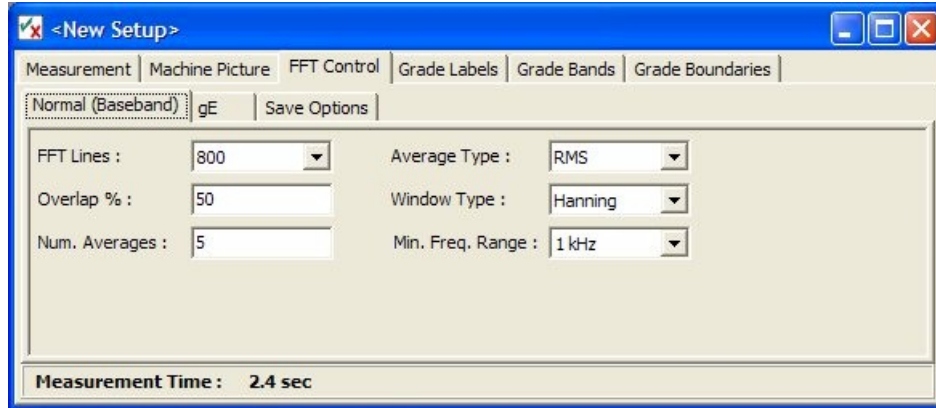 <New Setup>
Measurement Machine Picture FFT Control Grade Labels Grade Bands Grade Boundaries
Normal (Baseband) gE Save Options
FFT Lines : 800 Average Type : RMS
Overlap % : 50 Window Type : Hanning
Num. Averages : 5 Min. Freq. Range : 1 kHz
Measurement Time : 2.4 sec